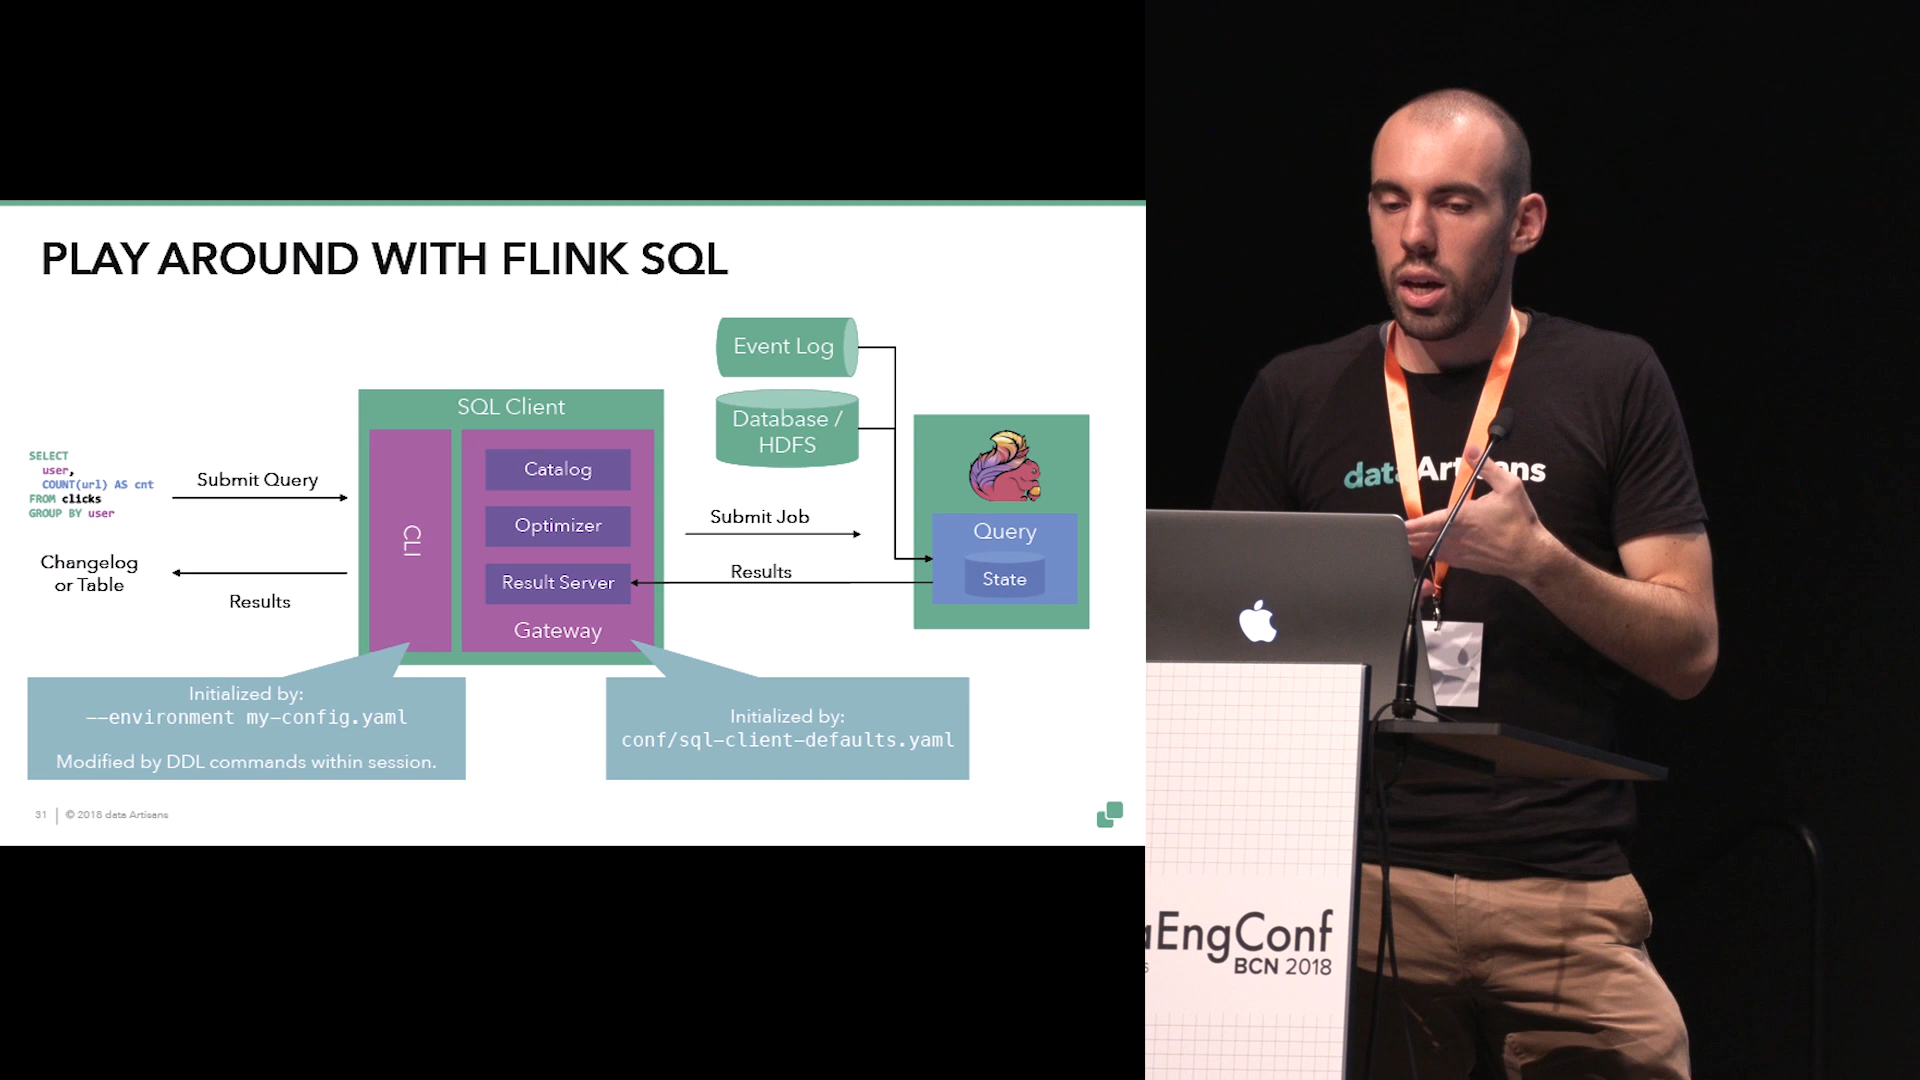 PLAY AROUND WITH FLINK SQL
Event Log
Database /
HDFS
SQL Client
CLI
Catalog
Optimizer
Result Server
Gateway
SELECT
user,
COUNT(url) AS cnt
FROM clicks
GROUP BY user
Submit Query
Changelog
or Table
Results
Submit Job
Results
Query
State
Initialized by:
--environment my-config.yaml
Modified by DDL commands within session.
Initialized by:
conf/sql-client-defaults.yaml
31 | © 2018 data Artisans
dataArtisans
aEngConf
BCN 2018